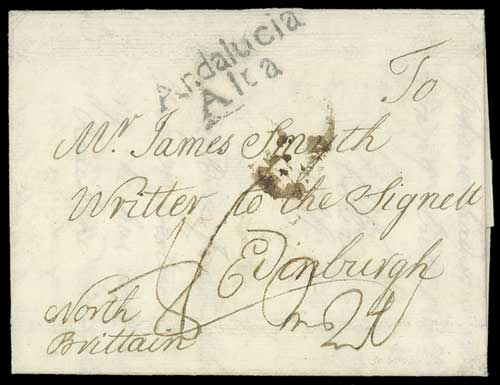 Andalucia
Alta
To
Mr James Smyth
Writter to the Signett
Edinburgh
North
Brittain